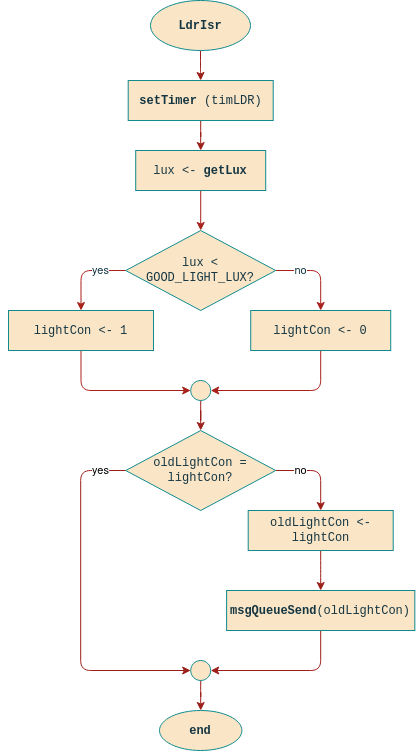 LdrIsr
setTimer (timLDR)
lux <- getLux
lux <
GOOD_LIGHT_LUX?
yes
no
lightCon <- 1
lightCon <- 0
oldLightCon =
lightCon?
yes
no
oldLightCon <-
lightCon
msgQueueSend(oldLightCon)
end